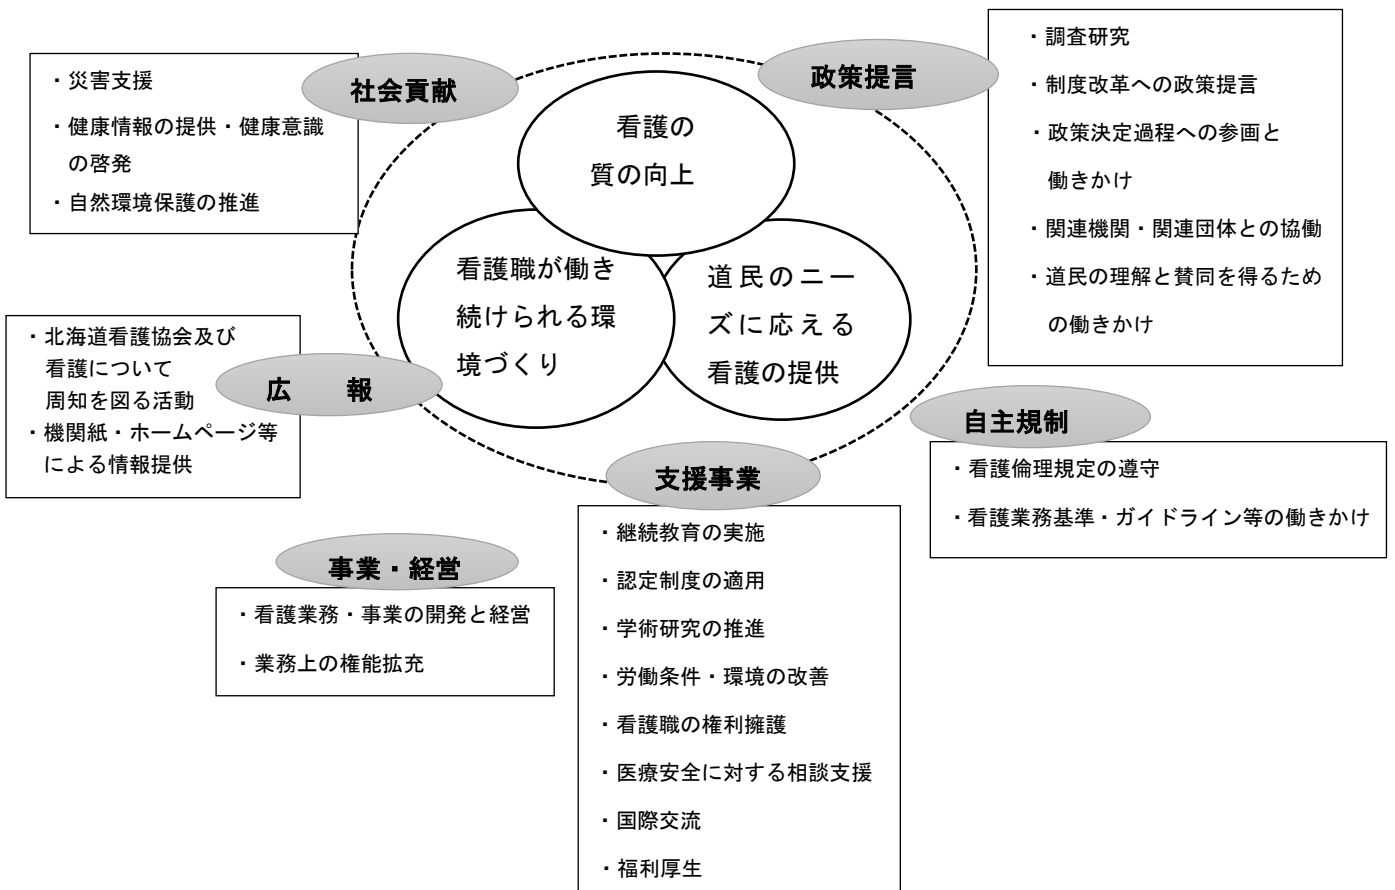 社会貢献
・災害支援
・健康情報の提供・健康意識
の啓発
・自然環境保護の推進
政策提言
・調査研究
・制度改革への政策提言
・政策決定過程への参画と
働きかけ
・関連機関・関連団体との協働
・道民の理解と賛同を得るため
の働きかけ
看護の
質の向上
看護職が働き
続けられる環
境づくり
道民のニー
ズに応える
看護の提供
広　　報
・北海道看護協会及び
看護について
周知を図る活動
・機関紙・ホームページ等
による情報提供
自主規制
・看護倫理規定の遵守
・看護業務基準・ガイドライン等の働きかけ
支援事業
・継続教育の実施
・認定制度の適用
・学術研究の推進
・労働条件・環境の改善
・看護職の権利擁護
・医療安全に対する相談支援
・国際交流
・福利厚生
事業・経営
・看護業務・事業の開発と経営
・業務上の権能拡充